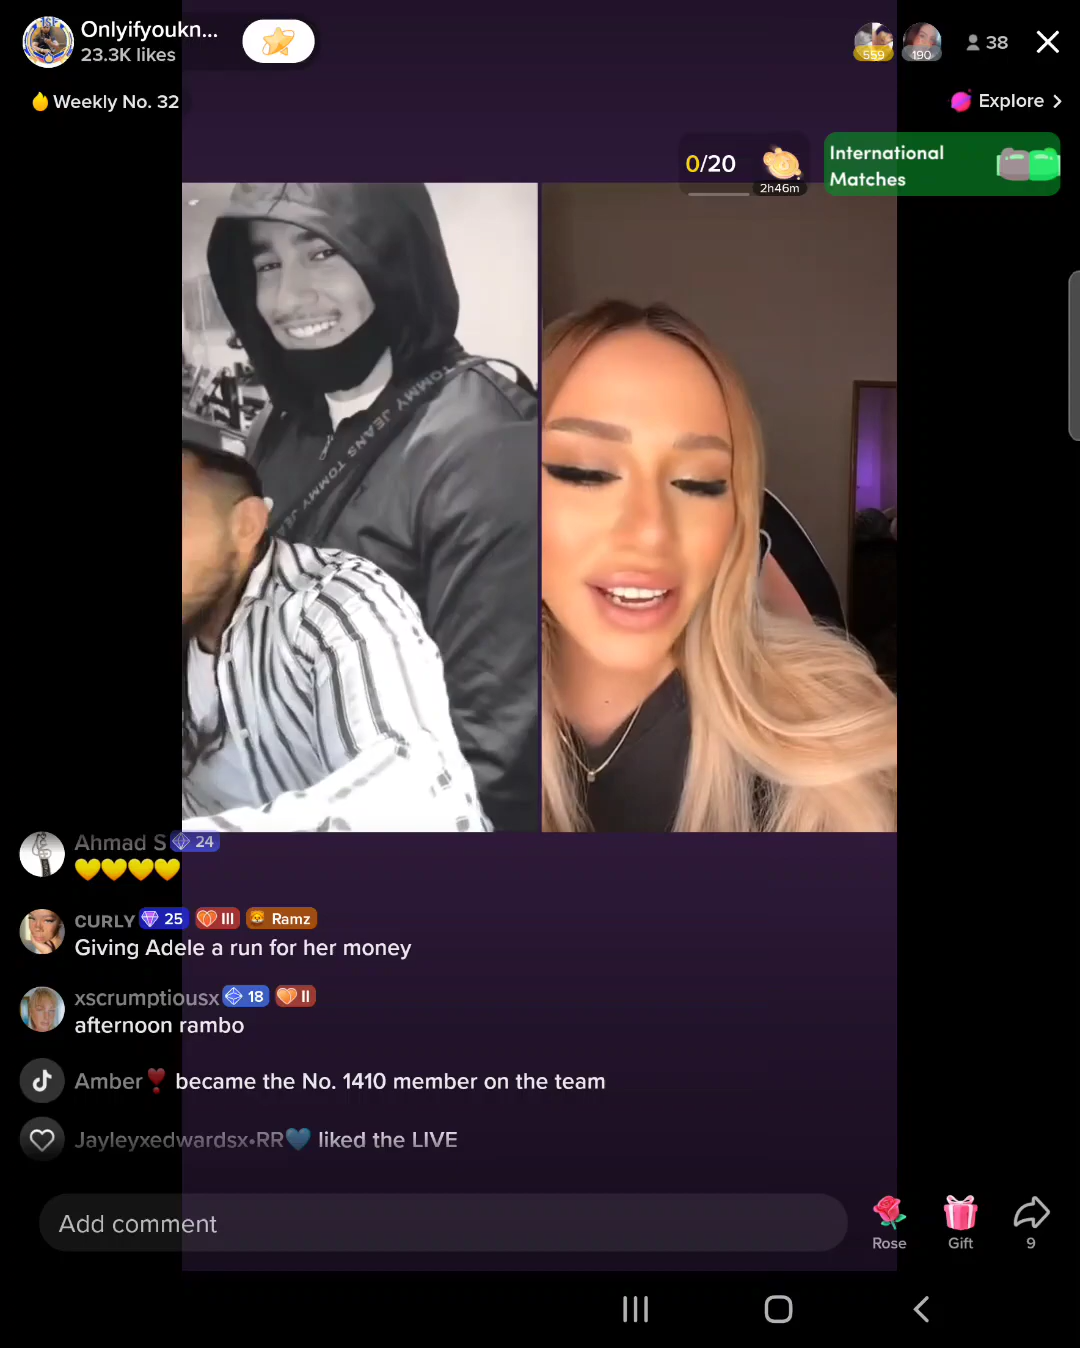 Onlyifyoukn...
23.3K likes
559
190
38
Weekly No. 32
Explore
0/20
2h46m
International
Matches
TOMMY JEANS TOMMY JEA
Ahmad S 24
💛💛💛💛
CURLY 25 III Ramz
Giving Adele a run for her money
xscrumptiousx 18 II
afternoon rambo
Amber❣️ became the No. 1410 member on the team
Jayleyxedwardsx•RR💙 liked the LIVE
Add comment
Rose
Gift
9